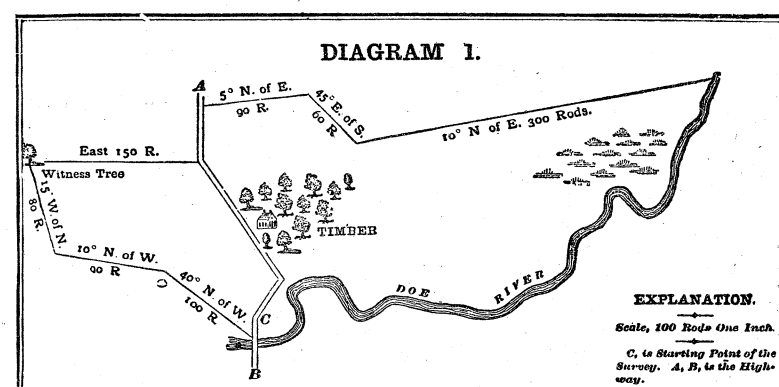 DIAGRAM 1.
A
5° N. of E.
90 R.
45° E. of S.
60 R
10° N of E. 300 Rods.
East 150 R.
Witness Tree
15° W. of N.
80 R.
TIMBER
10° N. of W.
90 R
40° N. of W.
100 R.
C
B
DOE RIVER
EXPLANATION.
Scale, 100 Rods One Inch.
C, is Starting Point of the
Survey. A, B, is the High-
way.